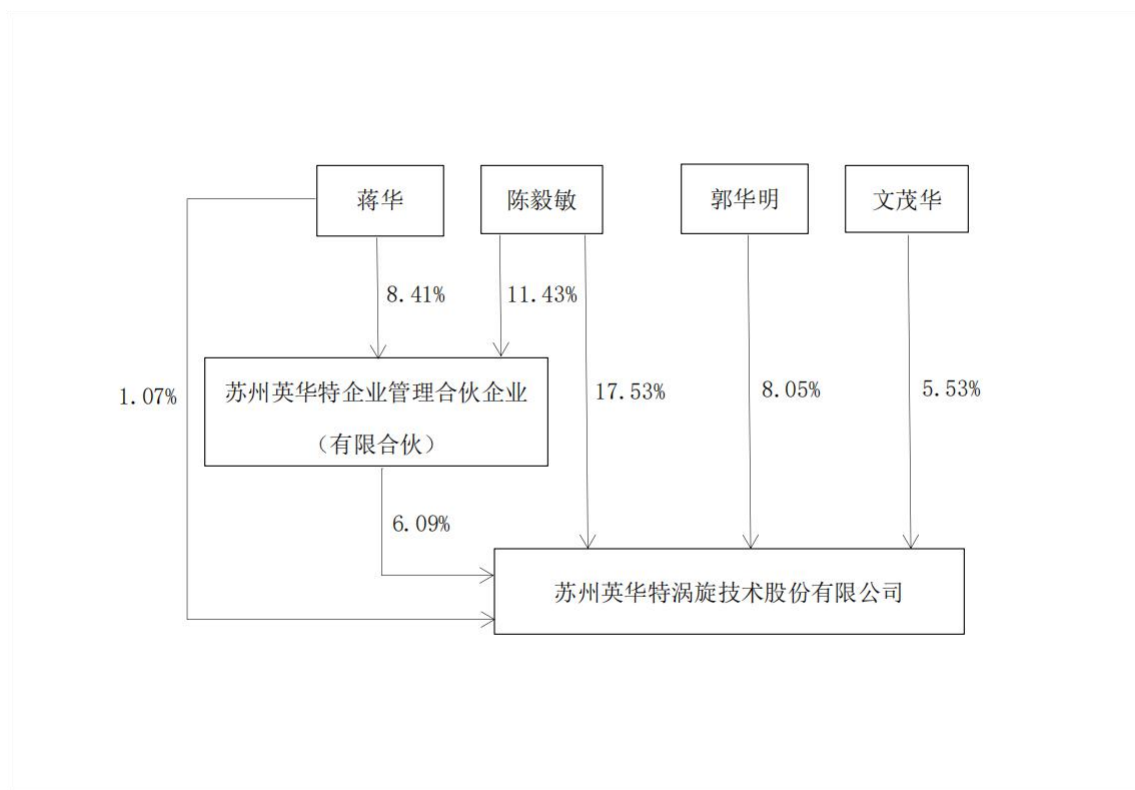 蒋华
陈毅敏
郭华明
文茂华
8.41%
11.43%
1.07%
苏州英华特企业管理合伙企业
（有限合伙）
17.53%
8.05%
5.53%
6.09%
苏州英华特涡旋技术股份有限公司